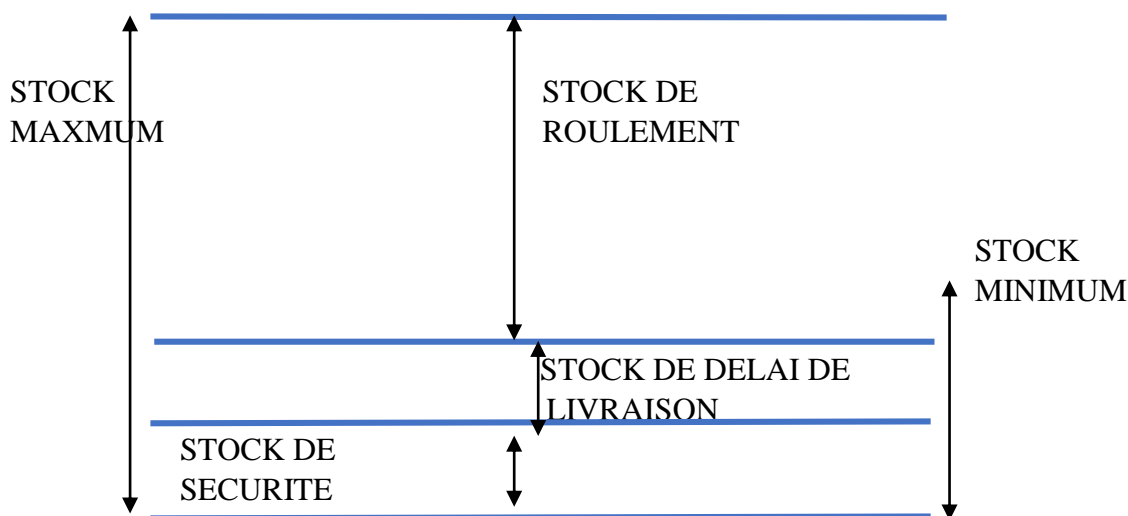 STOCK
MAXMUM
STOCK DE
ROULEMENT
STOCK
MINIMUM
STOCK DE DELAI DE
LIVRAISON
STOCK DE
SECURITE